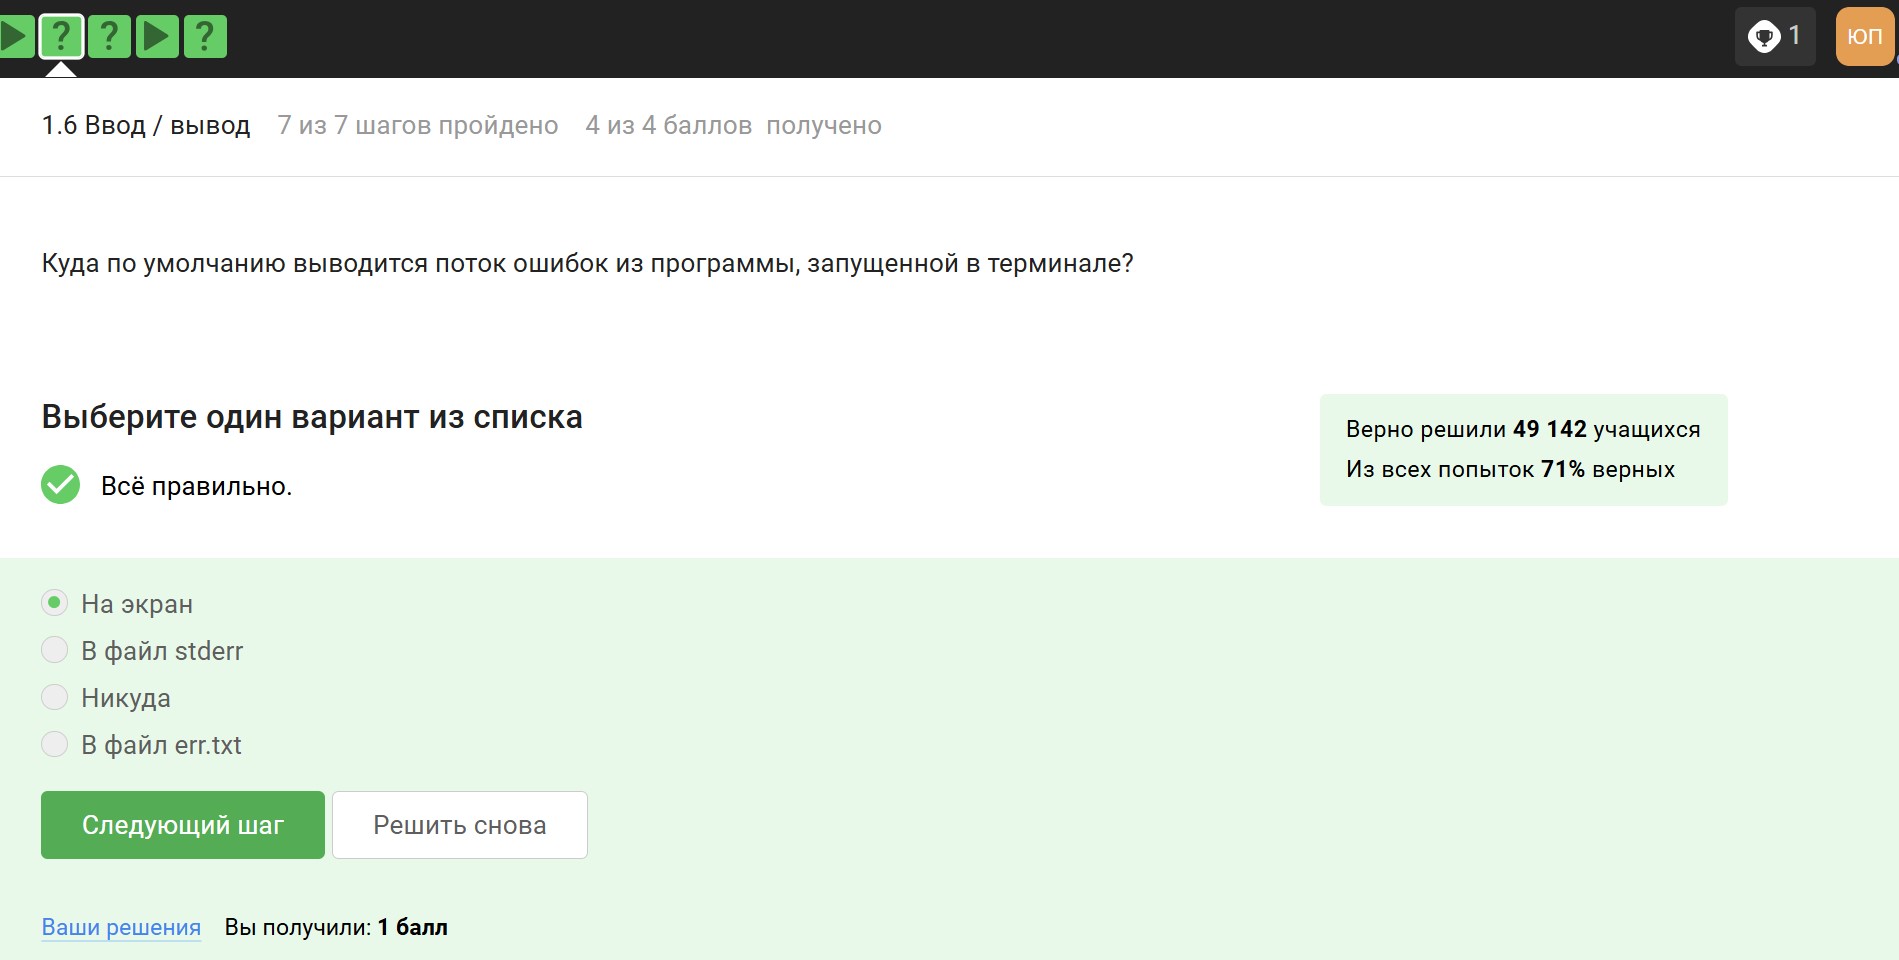 ? ? ?
1
ЮП
1.6 Ввод / вывод 7 из 7 шагов пройдено 4 из 4 баллов получено
Куда по умолчанию выводится поток ошибок из программы, запущенной в терминале?
Выберите один вариант из списка
Всё правильно.
Верно решили 49 142 учащихся
Из всех попыток 71% верных
На экран
В файл stderr
Никуда
В файл err.txt
Следующий шаг
Решить снова
Ваши решения Вы получили: 1 балл